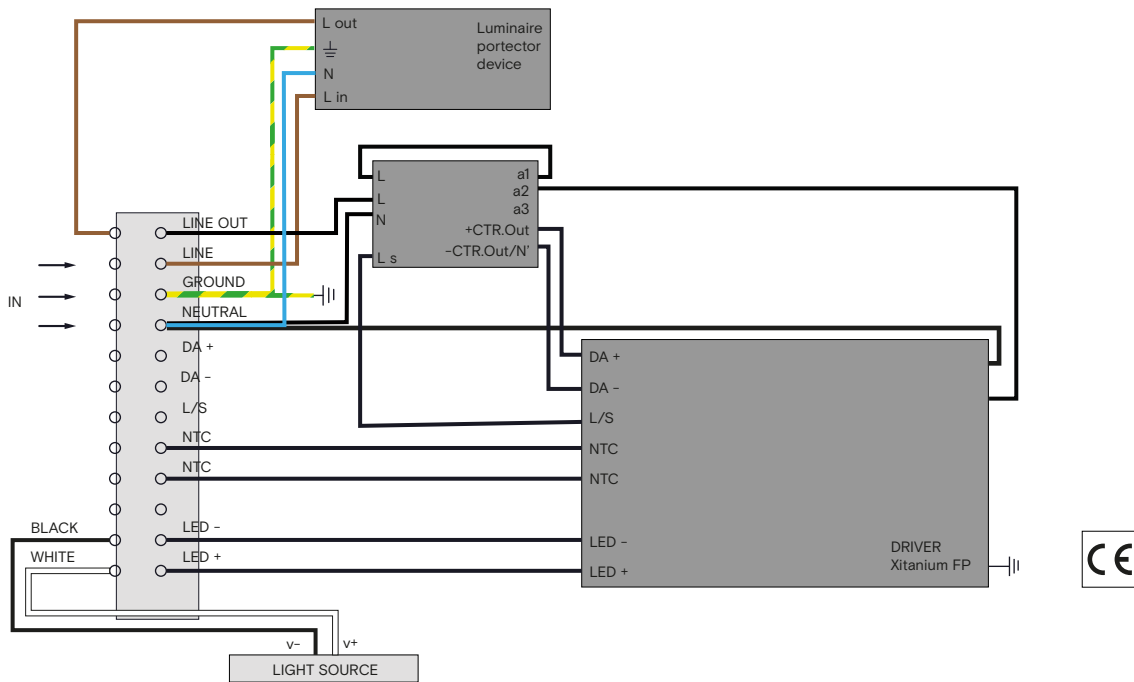 L out
N
L in
Luminaire
portector
device
L
L
N
L s
a1
a2
a3
+CTR.Out
-CTR.Out/N'
IN
LINE OUT
LINE
GROUND
NEUTRAL
DA +
DA -
L/S
NTC
NTC
LED -
LED +
BLACK
WHITE
DA +
DA -
L/S
NTC
NTC
LED -
LED +
DRIVER
Xitanium FP
CE
v-
v+
LIGHT SOURCE